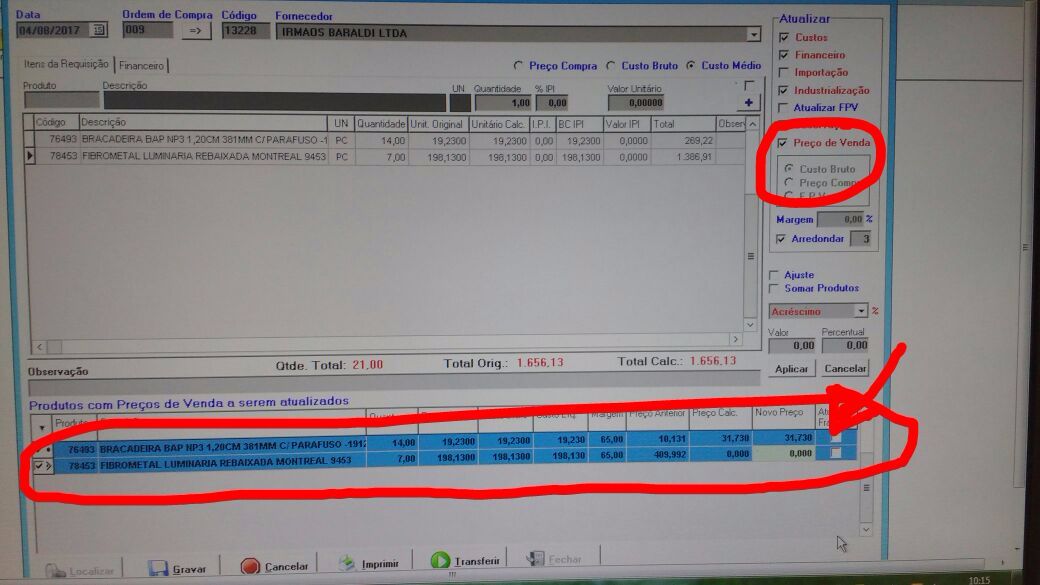 Data Ordem de Compra Código Fornecedor
04/08/2017 15 009 => 13228 IRMAOS BARALDI LTDA
Itens da Requisição Financeiro Preço Compra Custo Bruto Custo Médio
Produto Descrição UN Quantidade % IPI Valor Unitário
1,00 0,00 0,00000 +
Código Descrição UN Quantidade Unit. Original Unitário Calc. I.P.I. BC IPI Valor IPI Total Observ
76493 BRACADEIRA BAP NP3 1,20CM 381MM C/ PARAFUSO -1 PC 14,00 19,2300 19,2300 0,00 19,2300 0,0000 269,22
78453 FIBROMETAL LUMINARIA REBAIXADA MONTREAL 9453 PC 7,00 198,1300 198,1300 0,00 198,1300 0,0000 1.386,91
Atualizar
Custos
Financeiro
Importação
Industrialização
Atualizar FPV
Preço de Venda
Custo Bruto
Preço Comp
Margem 0,00 %
Arredondar 3
Ajuste
Somar Produtos
Acréscimo %
Valor Percentual
0,00 0,00
Aplicar Cancelar
Qtde. Total: 21,00 Total Orig.: 1.656,13 Total Calc.: 1.656,13
Observação
Produtos com Preços de Venda a serem atualizados
Produto Margem Preço Anterior Preço Calc. Novo Preço
76493 BRACADEIRA BAP NP3 1,20CM 381MM C/ PARAFUSO -191 14,00 19,2300 19,2300 19,230 65,00 10,131 31,730 31,730
78453 FIBROMETAL LUMINARIA REBAIXADA MONTREAL 9453 7,00 198,1300 198,1300 198,130 65,00 409,992 0,000 0,000
Localizar Gravar Cancelar Imprimir Transferir Fechar
10:15